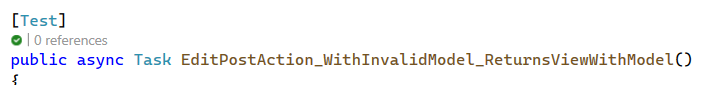 [Test]
| 0 references
public async Task EditPostAction_WithInvalidModel_ReturnsViewWithModel()
{